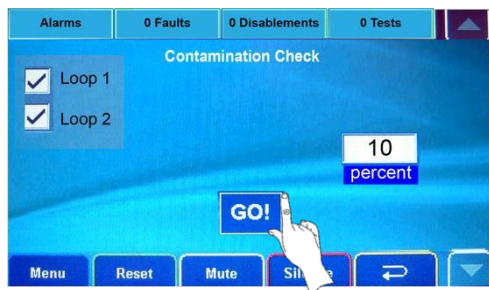 Alarms
0 Faults
0 Disablements
0 Tests
Contamination Check
Loop 1
Loop 2
10
percent
GO!
Menu
Reset
Mute